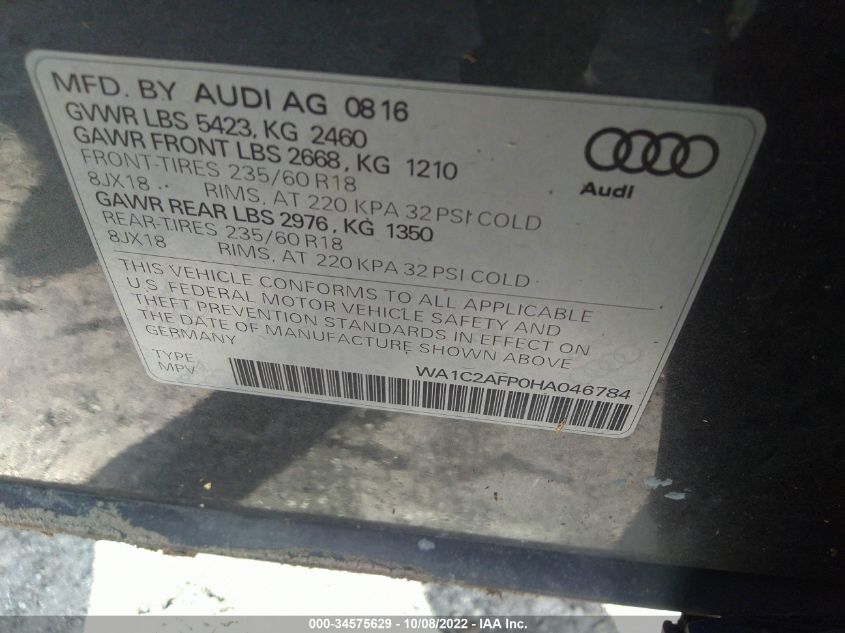 MFD. BY AUDI AG 0816
GVWR LBS 5423, KG 2460
GAWR FRONT LBS 2668, KG 1210
FRONT-TIRES 235/60 R18
8JX18 RIMS, AT 220 KPA 32 PSI COLD
GAWR REAR LBS 2976, KG 1350
REAR-TIRES 235/60 R18
8JX18 RIMS, AT 220 KPA 32 PSI COLD
Audi
THIS VEHICLE CONFORMS TO ALL APPLICABLE
U.S. FEDERAL MOTOR VEHICLE SAFETY AND
THEFT PREVENTION STANDARDS IN EFFECT ON
THE DATE OF MANUFACTURE SHOWN ABOVE
GERMANY
TYPE
MPV
WA1C2AFP0HA046784
000-34575629 - 10/08/2022 - IAA Inc.